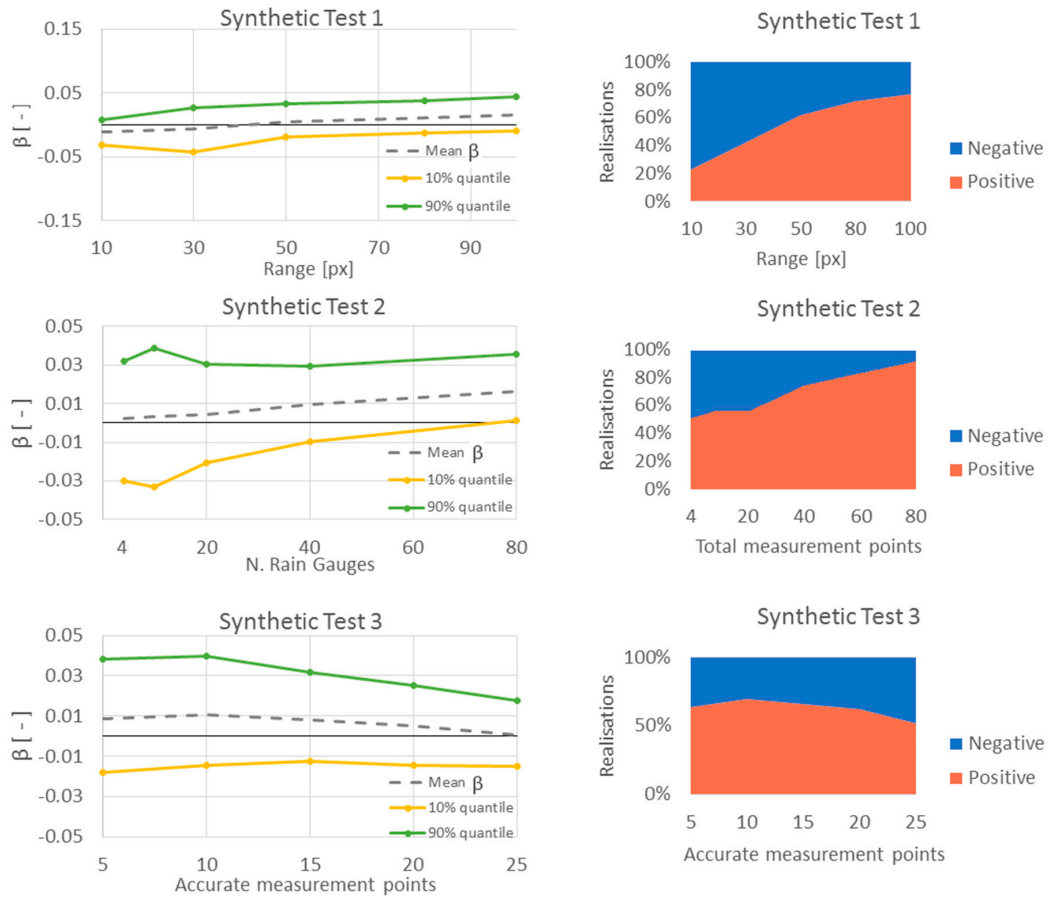 Synthetic Test 1
0.15
0.05
-0.05
-0.15
β [ - ]
Mean β
10% quantile
90% quantile
10 30 50 70 90
Range [px]
Synthetic Test 1
100%
80%
60%
40%
20%
0%
Realisations
Negative
Positive
10 30 50 80 100
Range [px]
Synthetic Test 2
0.05
0.03
0.01
-0.01
-0.03
-0.05
β [ - ]
Mean β
10% quantile
90% quantile
4 20 40 60 80
N. Rain Gauges
Synthetic Test 2
100%
80%
60%
40%
20%
0%
Realisations
Negative
Positive
4 20 40 60 80
Total measurement points
Synthetic Test 3
0.05
0.03
0.01
-0.01
-0.03
-0.05
β [ - ]
Mean β
10% quantile
90% quantile
5 10 15 20 25
Accurate measurement points
Synthetic Test 3
100%
50%
0%
Realisations
Negative
Positive
5 10 15 20 25
Accurate measurement points